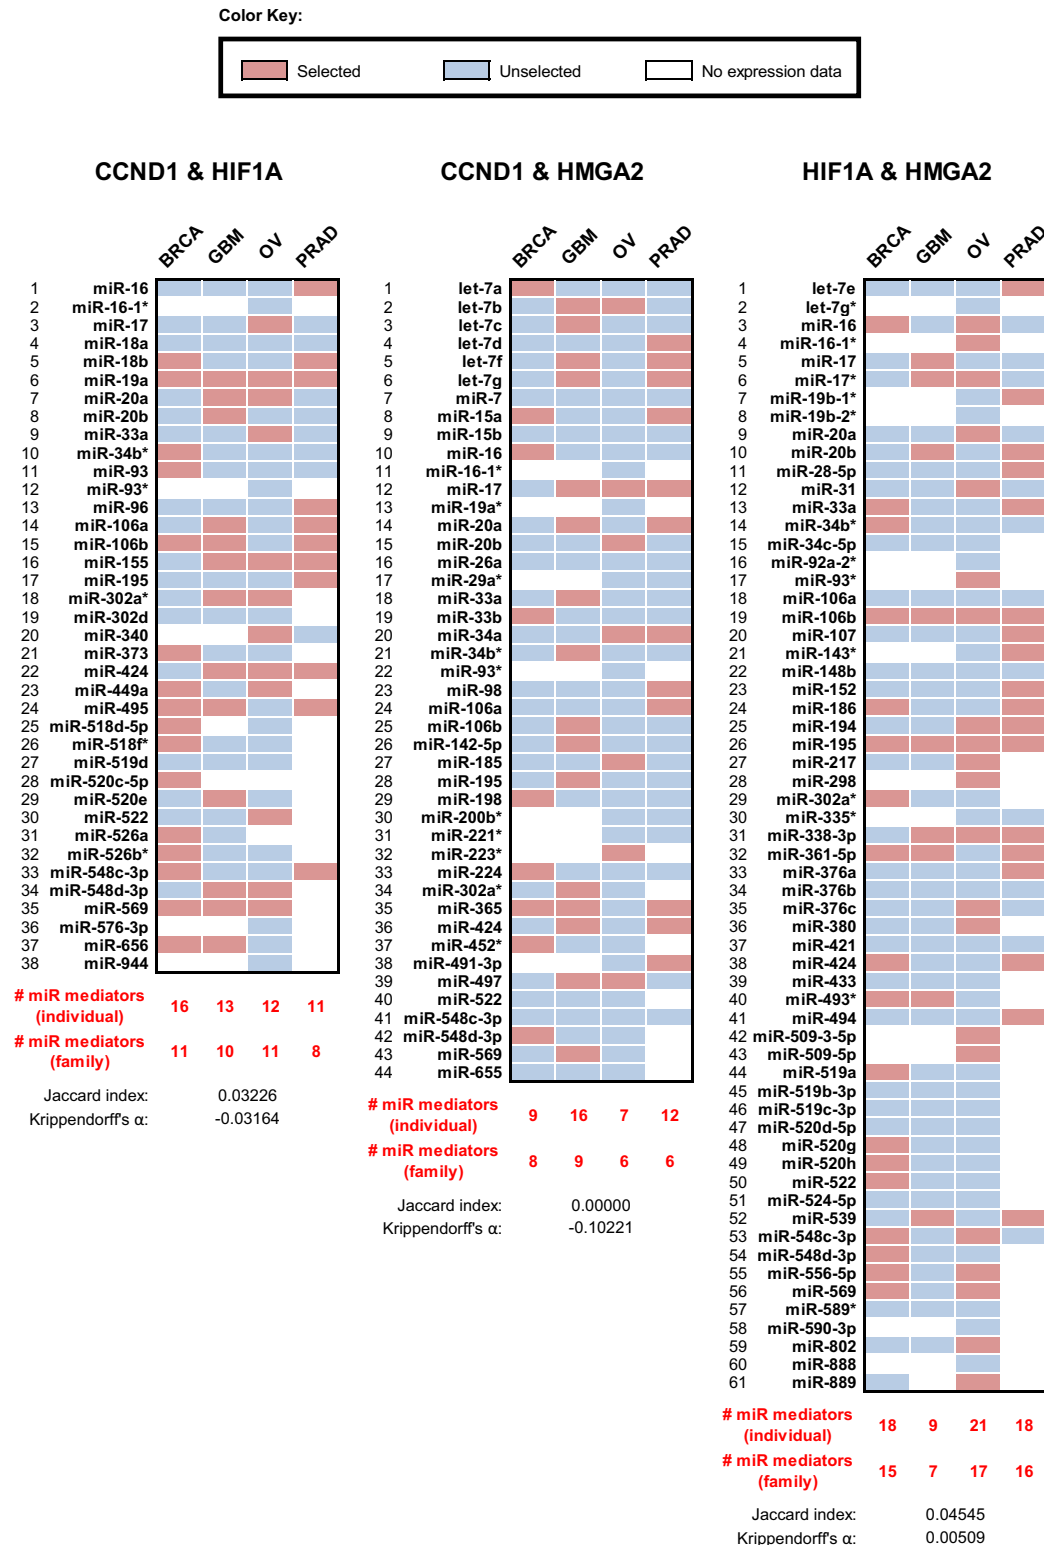 Color Key:
Selected
Unselected
No expression data
CCND1 & HIF1A
BRCA GBM OV PRAD
1 miR-16
2 miR-16-1*
3 miR-17
4 miR-18a
5 miR-18b
6 miR-19a
7 miR-20a
8 miR-20b
9 miR-33a
10 miR-34b*
11 miR-93
12 miR-93*
13 miR-96
14 miR-106a
15 miR-106b
16 miR-155
17 miR-195
18 miR-302a*
19 miR-302d
20 miR-340
21 miR-373
22 miR-424
23 miR-449a
24 miR-495
25 miR-518d-5p
26 miR-518f*
27 miR-519d
28 miR-520c-5p
29 miR-520e
30 miR-522
31 miR-526a
32 miR-526b*
33 miR-548c-3p
34 miR-548d-3p
35 miR-569
36 miR-576-3p
37 miR-656
38 miR-944
# miR mediators
(individual) 16 13 12 11
# miR mediators
(family) 11 10 11 8
Jaccard index: 0.03226
Krippendorff's α: -0.03164
CCND1 & HMGA2
BRCA GBM OV PRAD
1 let-7a
2 let-7b
3 let-7c
4 let-7d
5 let-7f
6 let-7g
7 miR-7
8 miR-15a
9 miR-15b
10 miR-16
11 miR-16-1*
12 miR-17
13 miR-19a*
14 miR-20a
15 miR-20b
16 miR-26a
17 miR-29a*
18 miR-33a
19 miR-33b
20 miR-34a
21 miR-34b*
22 miR-93*
23 miR-98
24 miR-106a
25 miR-106b
26 miR-142-5p
27 miR-185
28 miR-195
29 miR-198
30 miR-200b*
31 miR-221*
32 miR-223*
33 miR-224
34 miR-302a*
35 miR-365
36 miR-424
37 miR-452*
38 miR-491-3p
39 miR-497
40 miR-522
41 miR-548c-3p
42 miR-548d-3p
43 miR-569
44 miR-655
# miR mediators
(individual) 9 16 7 12
# miR mediators
(family) 8 9 6 6
Jaccard index: 0.00000
Krippendorff's α: -0.10221
HIF1A & HMGA2
BRCA GBM OV PRAD
1 let-7e
2 let-7g*
3 miR-16
4 miR-16-1*
5 miR-17
6 miR-17*
7 miR-19b-1*
8 miR-19b-2*
9 miR-20a
10 miR-20b
11 miR-28-5p
12 miR-31
13 miR-33a
14 miR-34b*
15 miR-34c-5p
16 miR-92a-2*
17 miR-93*
18 miR-106a
19 miR-106b
20 miR-107
21 miR-143*
22 miR-148b
23 miR-152
24 miR-186
25 miR-194
26 miR-195
27 miR-217
28 miR-298
29 miR-302a*
30 miR-335*
31 miR-338-3p
32 miR-361-5p
33 miR-376a
34 miR-376b
35 miR-376c
36 miR-380
37 miR-421
38 miR-424
39 miR-433
40 miR-493*
41 miR-494
42 miR-509-3-5p
43 miR-509-5p
44 miR-519a
45 miR-519b-3p
46 miR-519c-3p
47 miR-520d-5p
48 miR-520g
49 miR-520h
50 miR-522
51 miR-524-5p
52 miR-539
53 miR-548c-3p
54 miR-548d-3p
55 miR-556-5p
56 miR-569
57 miR-589*
58 miR-590-3p
59 miR-802
60 miR-888
61 miR-889
# miR mediators
(individual) 18 9 21 18
# miR mediators
(family) 15 7 17 16
Jaccard index: 0.04545
Krippendorff's α: 0.00509